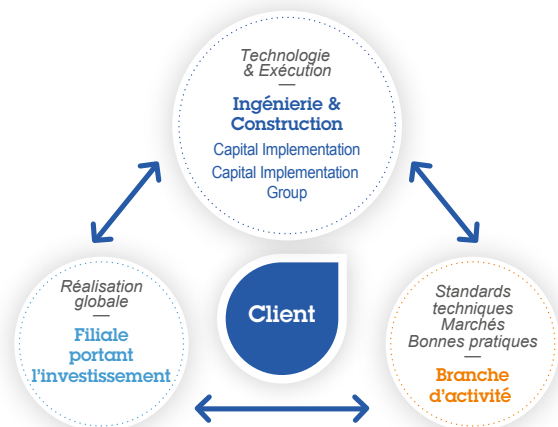 Technologie
& Exécution
Ingénierie &
Construction
Capital Implementation
Capital Implementation
Group
Client
Réalisation
globale
Filiale
portant
l'investissement
Standards
techniques
Marchés
Bonnes pratiques
Branche
d'activité